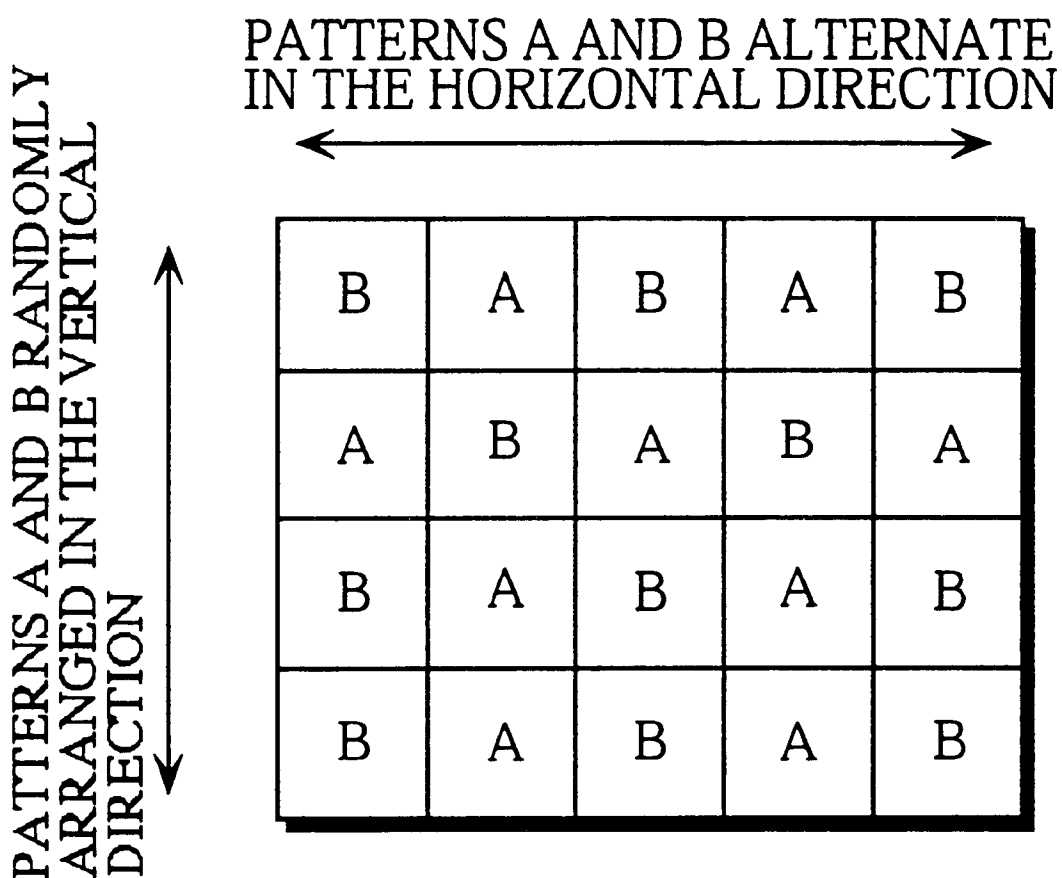 PATTERNS A AND B ALTERNATE
IN THE HORIZONTAL DIRECTION
PATTERNS A AND B RANDOMLY
ARRANGED IN THE VERTICAL
DIRECTION
B A B A B
A B A B A
B A B A B
B A B A B